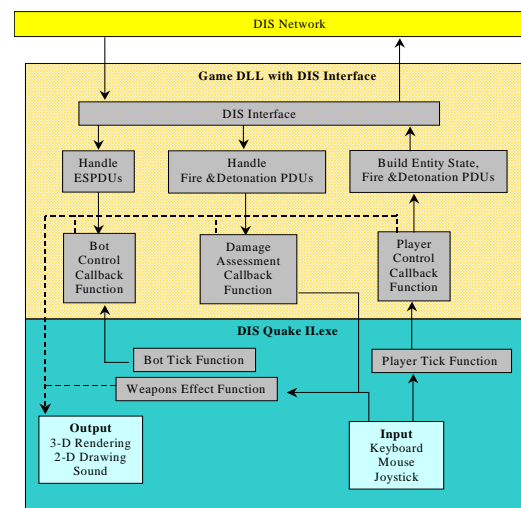 DIS Network
Game DLL with DIS Interface
DIS Interface
Handle
ESPDUs
Handle
Fire &Detonation PDUs
Build Entity State,
Fire &Detonation PDUs
Bot
Control
Callback
Function
Damage
Assessment
Callback
Function
Player
Control
Callback
Function
DIS Quake II.exe
Bot Tick Function
Player Tick Function
Weapons Effect Function
Output
3-D Rendering
2-D Drawing
Sound
Input
Keyboard
Mouse
Joystick